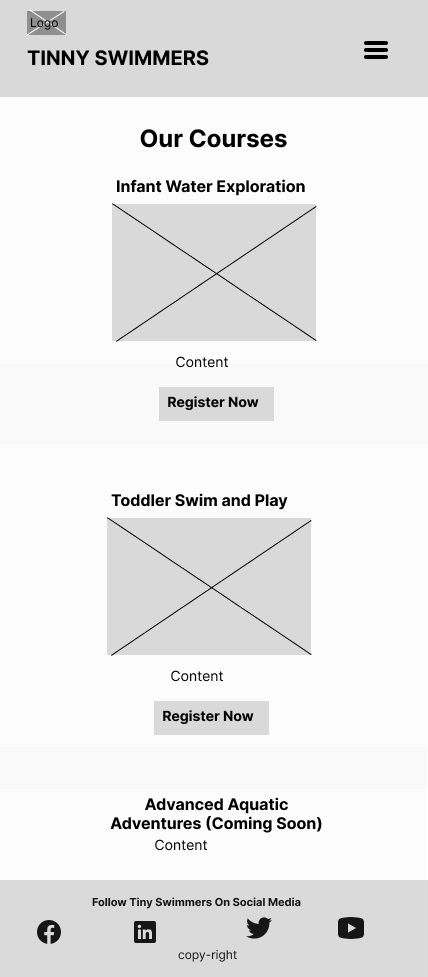 Logo
TINNY SWIMMERS
Our Courses
Infant Water Exploration
Content
Register Now
Toddler Swim and Play
Content
Register Now
Advanced Aquatic
Adventures (Coming Soon)
Content
Follow Tiny Swimmers On Social Media
copy-right